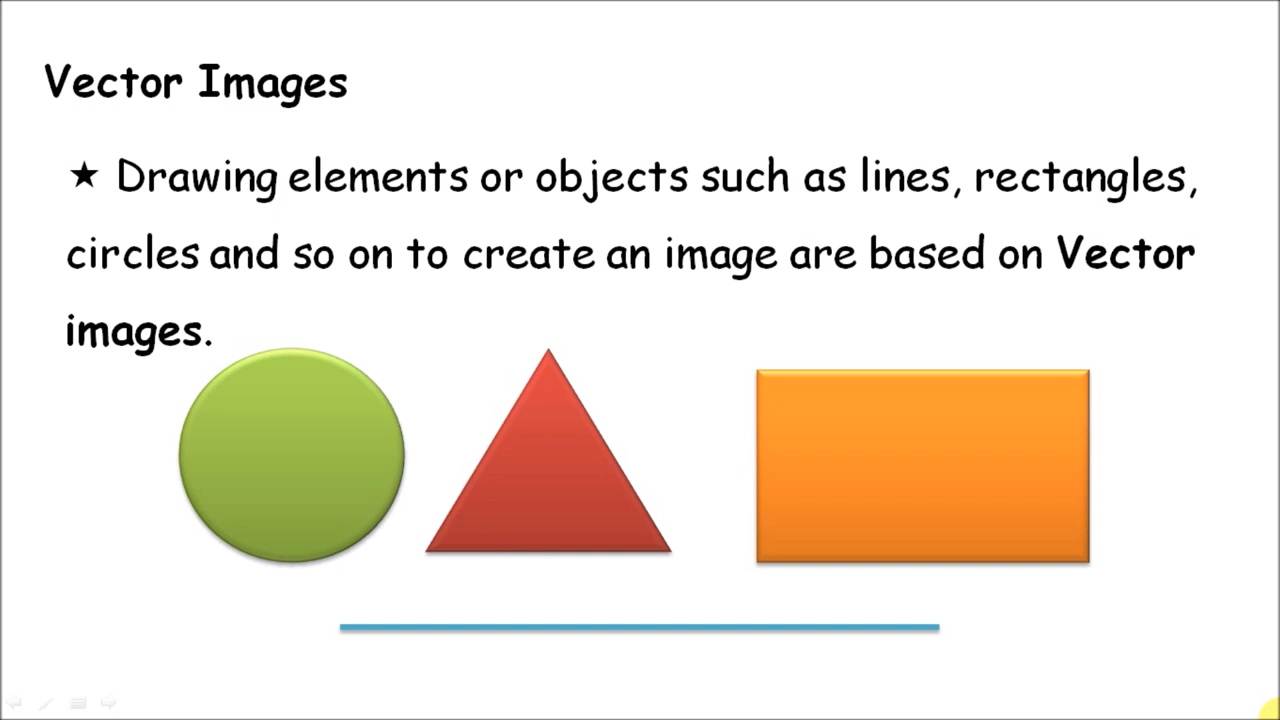 Vector Images
★ Drawing elements or objects such as lines, rectangles,
circles and so on to create an image are based on Vector
images.